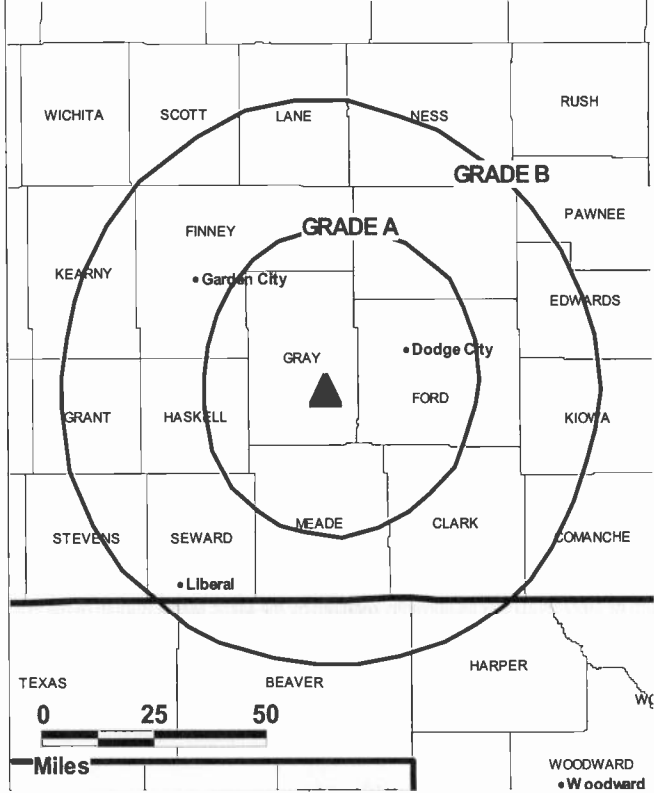 RUSH
WICHITA
SCOTT
LANE
NESS
GRADE B
PAWNEE
GRADE A
FINNEY
KEARNY
Garden City
EDWARDS
Dodge City
GRAY
FORD
GRANT
HASKELL
KIOWA
MEADE
CLARK
STEVENS
SEWARD
COMANCHE
Liberal
HARPER
TEXAS
BEAVER
0 25 50
Miles
WOODWARD
Woodward